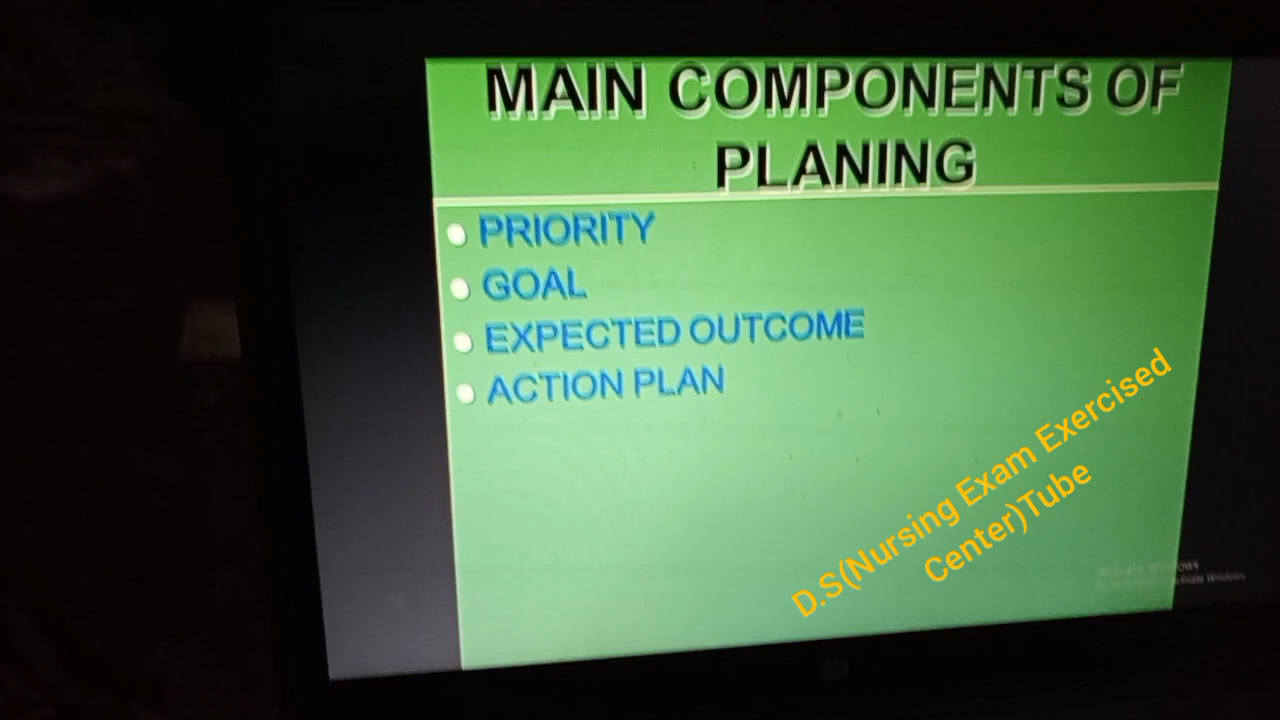 MAIN COMPONENTS OF
PLANING
PRIORITY
GOAL
EXPECTED OUTCOME
ACTION PLAN
D.S(Nursing Exam Exercised
Center)Tube